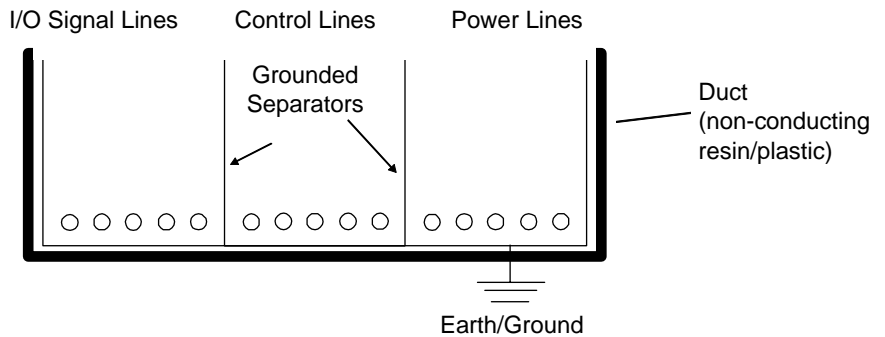 I/O Signal Lines
Control Lines
Power Lines
Grounded
Separators
Duct
(non-conducting
resin/plastic)
Earth/Ground